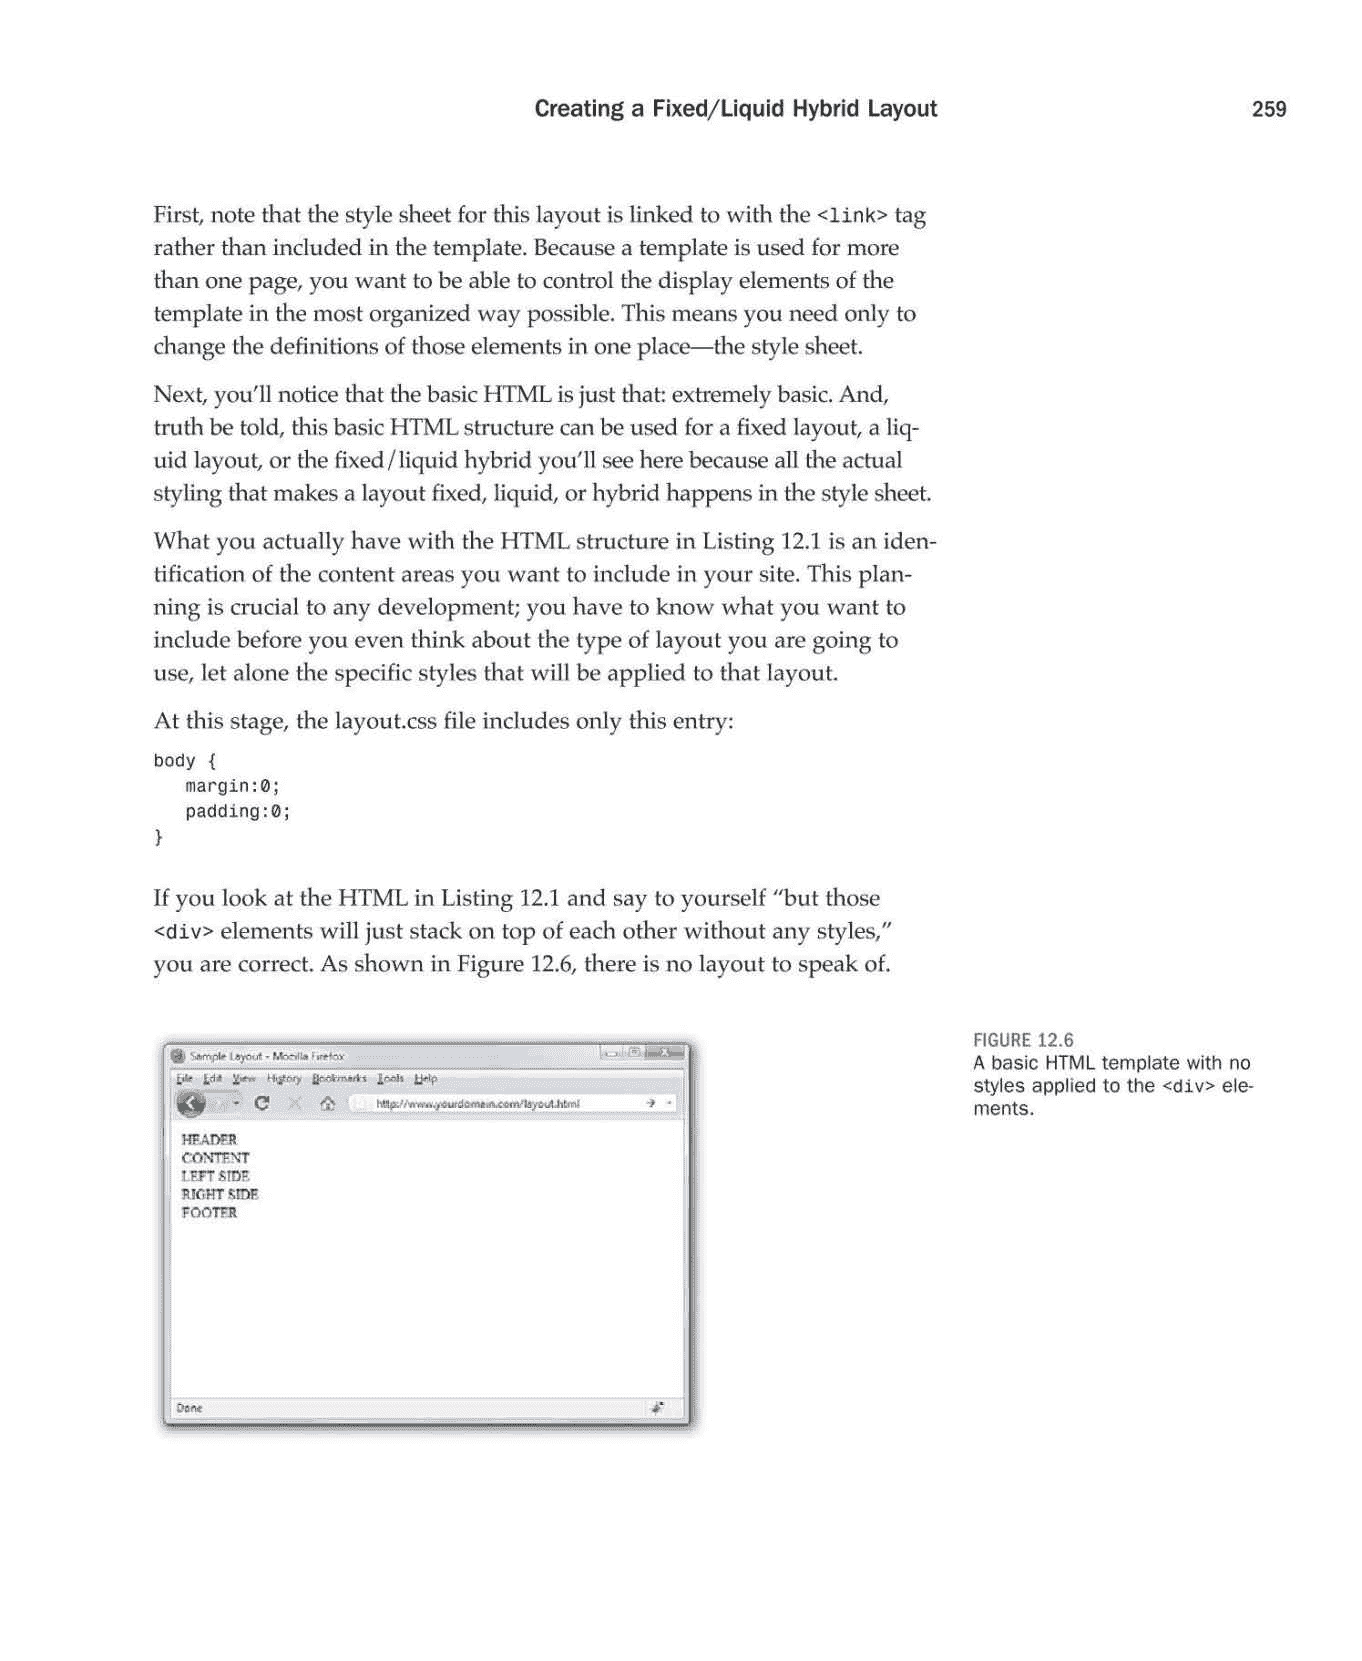 Creating a Fixed/Liquid Hybrid Layout 259
First, note that the style sheet for this layout is linked to with the <link> tag
rather than included in the template. Because a template is used for more
than one page, you want to be able to control the display elements of the
template in the most organized way possible. This means you need only to
change the definitions of those elements in one place—the style sheet.
Next, you'll notice that the basic HTML is just that: extremely basic. And,
truth be told, this basic HTML structure can be used for a fixed layout, a liq-
uid layout, or the fixed/liquid hybrid you'll see here because all the actual
styling that makes a layout fixed, liquid, or hybrid happens in the style sheet.
What you actually have with the HTML structure in Listing 12.1 is an iden-
tification of the content areas you want to include in your site. This plan-
ning is crucial to any development; you have to know what you want to
include before you even think about the type of layout you are going to
use, let alone the specific styles that will be applied to that layout.
At this stage, the layout.css file includes only this entry:
body {
margin:0;
padding:0;
}
If you look at the HTML in Listing 12.1 and say to yourself "but those
<div> elements will just stack on top of each other without any styles,"
you are correct. As shown in Figure 12.6, there is no layout to speak of.
Sample Layout - Mozilla Firefox
File Edit View History Bookmarks Tools Help
http://www.yourdomain.com/layout.html
HEADER
CONTENT
LEFT SIDE
RIGHT SIDE
FOOTER
Done
FIGURE 12.6
A basic HTML template with no
styles applied to the <div> ele-
ments.